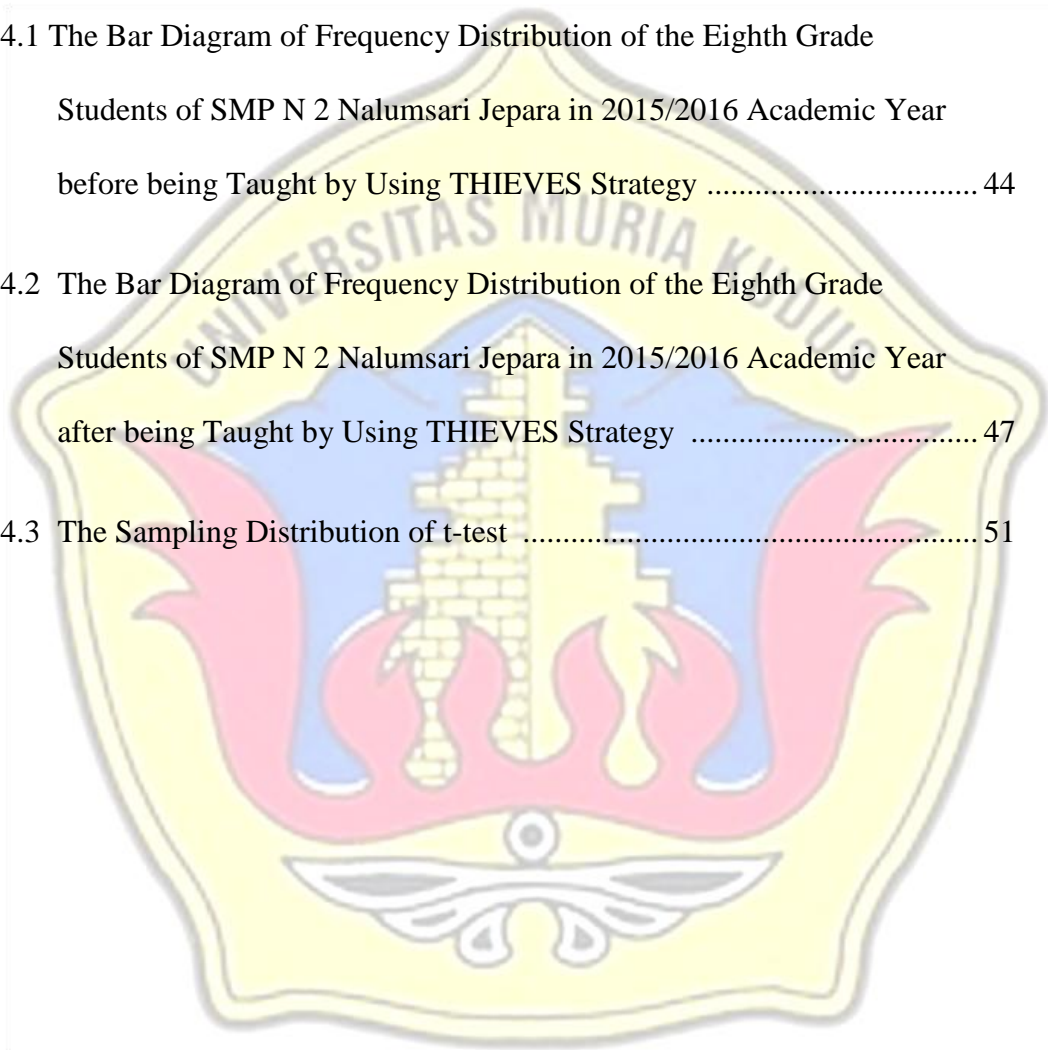 4.1 The Bar Diagram of Frequency Distribution of the Eighth Grade
Students of SMP N 2 Nalumsari Jepara in 2015/2016 Academic Year
before being Taught by Using THIEVES Strategy .................................. 44
UNIVERSITAS MURIA KUDUS
4.2 The Bar Diagram of Frequency Distribution of the Eighth Grade
Students of SMP N 2 Nalumsari Jepara in 2015/2016 Academic Year
after being Taught by Using THIEVES Strategy .................................... 47
4.3 The Sampling Distribution of t-test ......................................................... 51